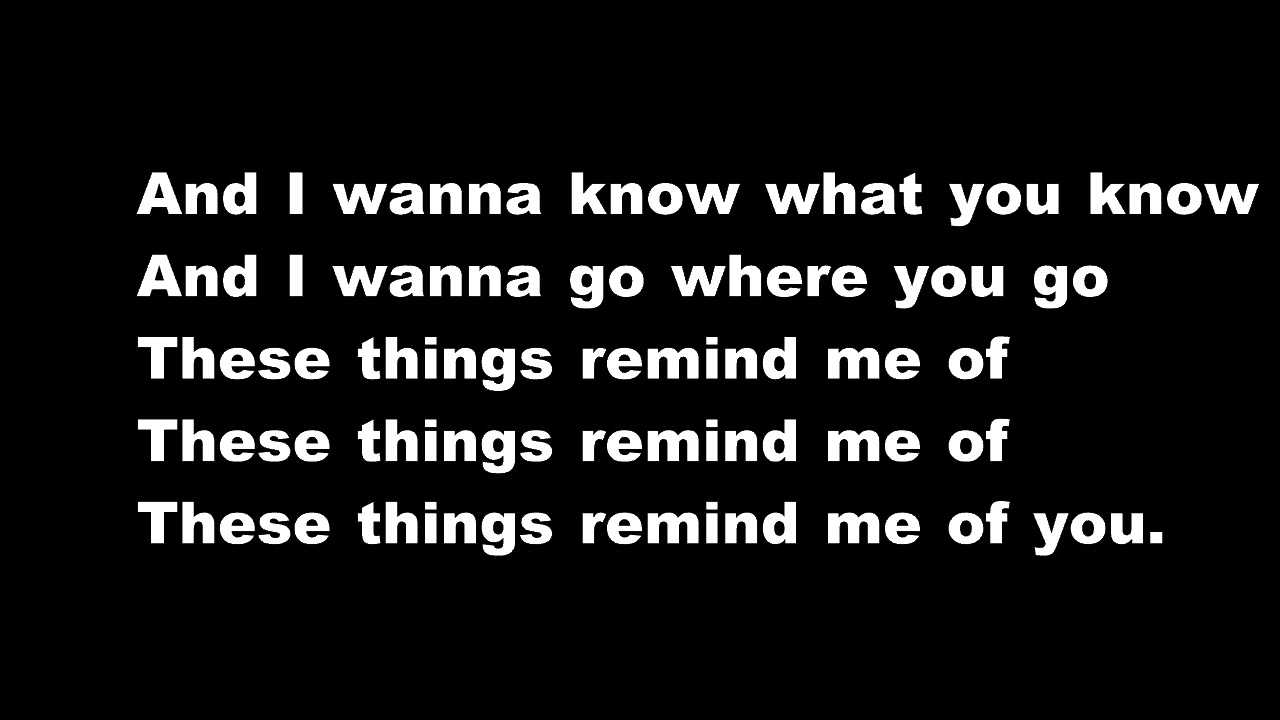 And I wanna know what you know
And I wanna go where you go
These things remind me of
These things remind me of
These things remind me of you.